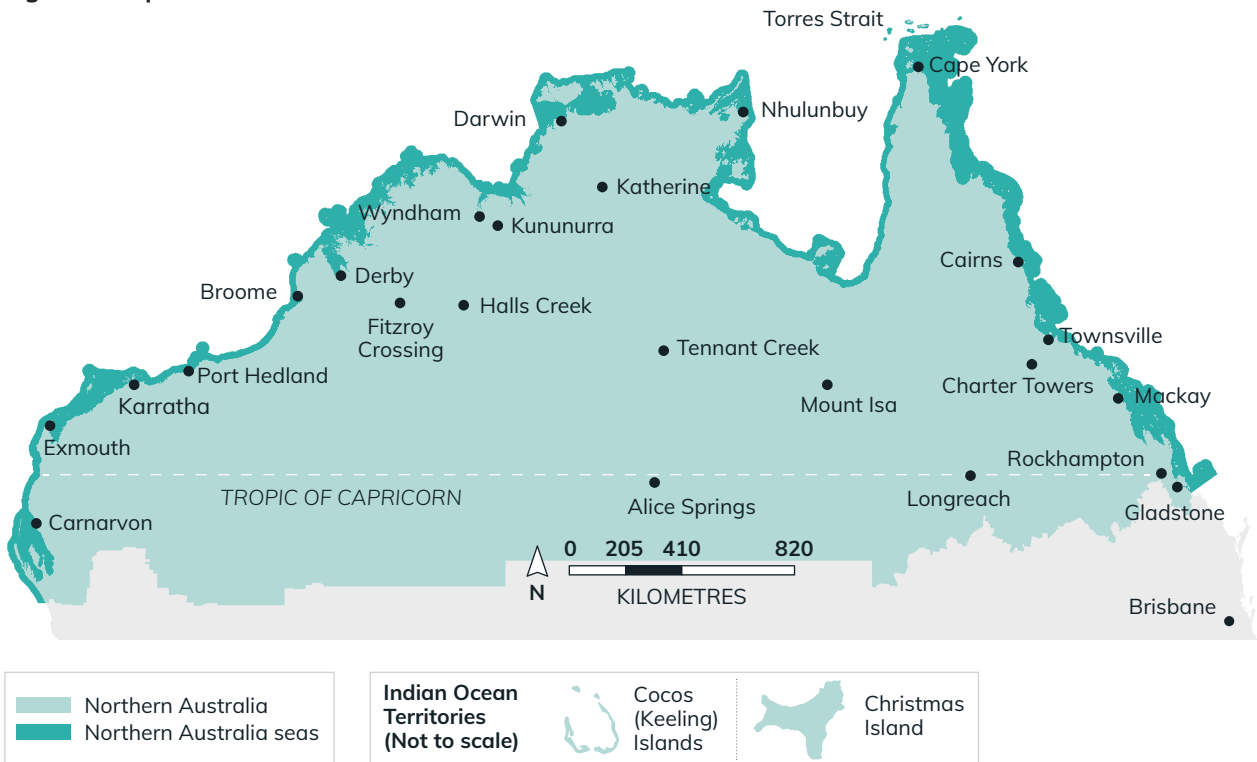 Torres Strait
Cape York
Darwin
Nhulunbuy
Katherine
Wyndham
Kununurra
Cairns
Derby
Broome
Halls Creek
Fitzroy
Crossing
Townsville
Tennant Creek
Port Hedland
Charter Towers
Karratha
Mount Isa
Mackay
Exmouth
Rockhampton
TROPIC OF CAPRICORN
Alice Springs
Longreach
Gladstone
Carnarvon
0 205 410 820
N
KILOMETRES
Brisbane
Northern Australia
Northern Australia seas
Indian Ocean
Territories
(Not to scale)
Cocos
(Keeling)
Islands
Christmas
Island